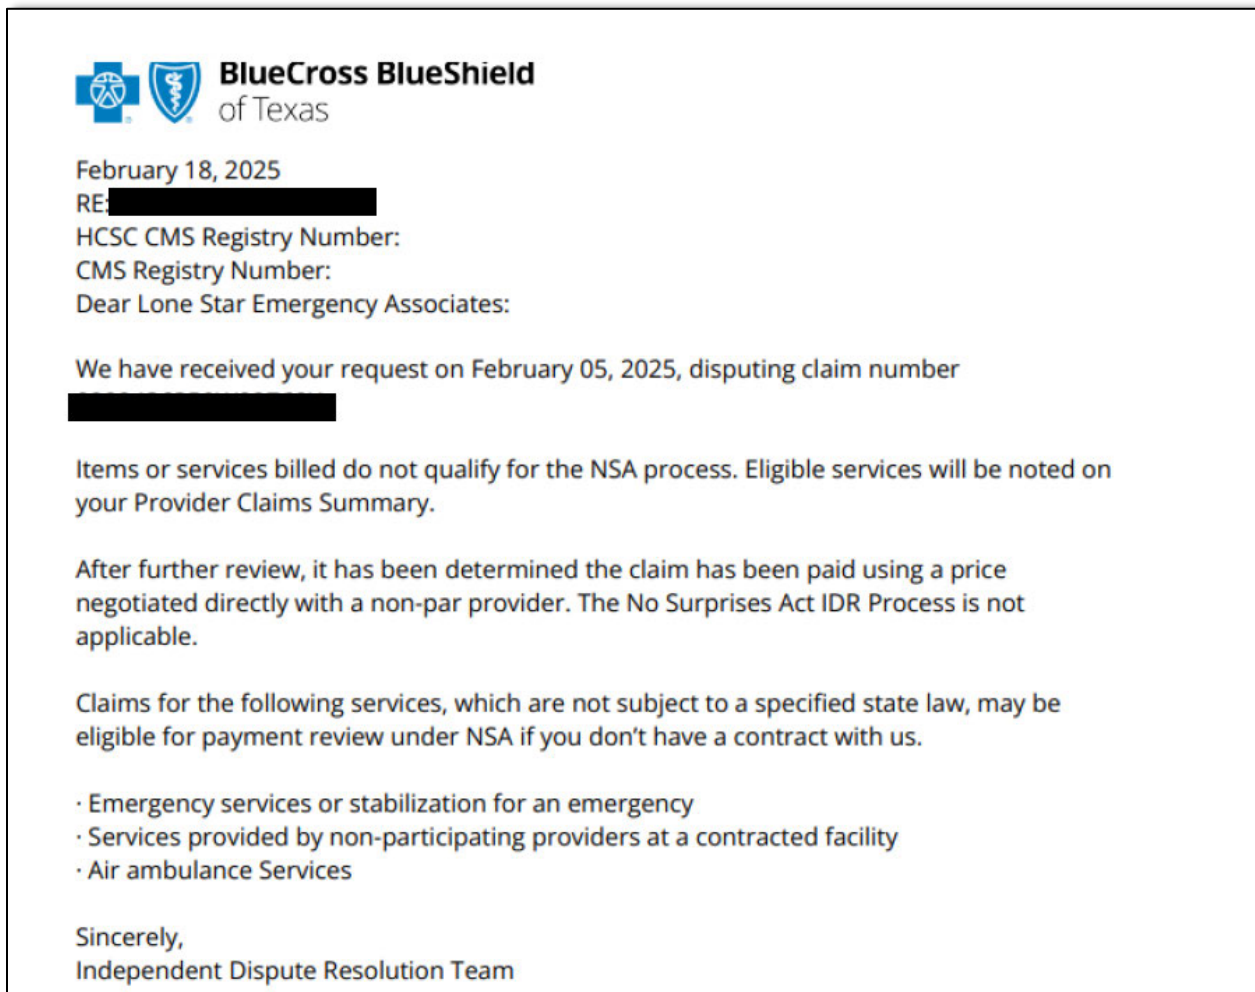 BlueCross BlueShield
of Texas
February 18, 2025
RE:
HCSC CMS Registry Number:
CMS Registry Number:
Dear Lone Star Emergency Associates:
We have received your request on February 05, 2025, disputing claim number
Items or services billed do not qualify for the NSA process. Eligible services will be noted on
your Provider Claims Summary.
After further review, it has been determined the claim has been paid using a price
negotiated directly with a non-par provider. The No Surprises Act IDR Process is not
applicable.
Claims for the following services, which are not subject to a specified state law, may be
eligible for payment review under NSA if you don’t have a contract with us.
· Emergency services or stabilization for an emergency
· Services provided by non-participating providers at a contracted facility
· Air ambulance Services
Sincerely,
Independent Dispute Resolution Team